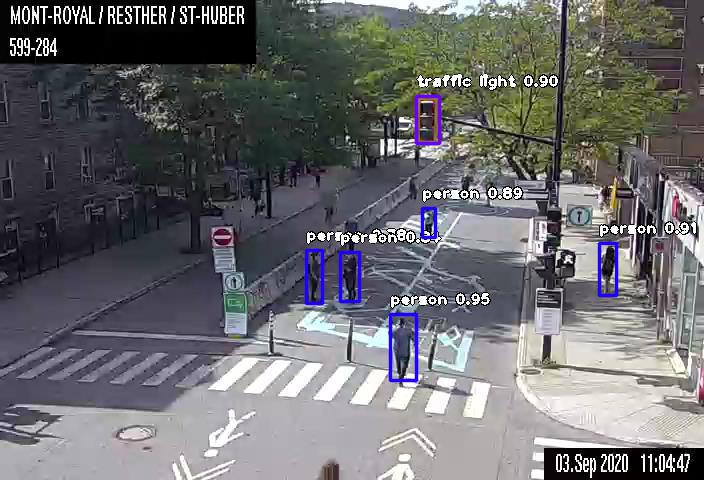 MONT-ROYAL / RESTHER / ST-HUBER
599-284
traffic light 0.90
person 0.89
person 0.91
person 0.95
03.Sep 2020 11:04:47